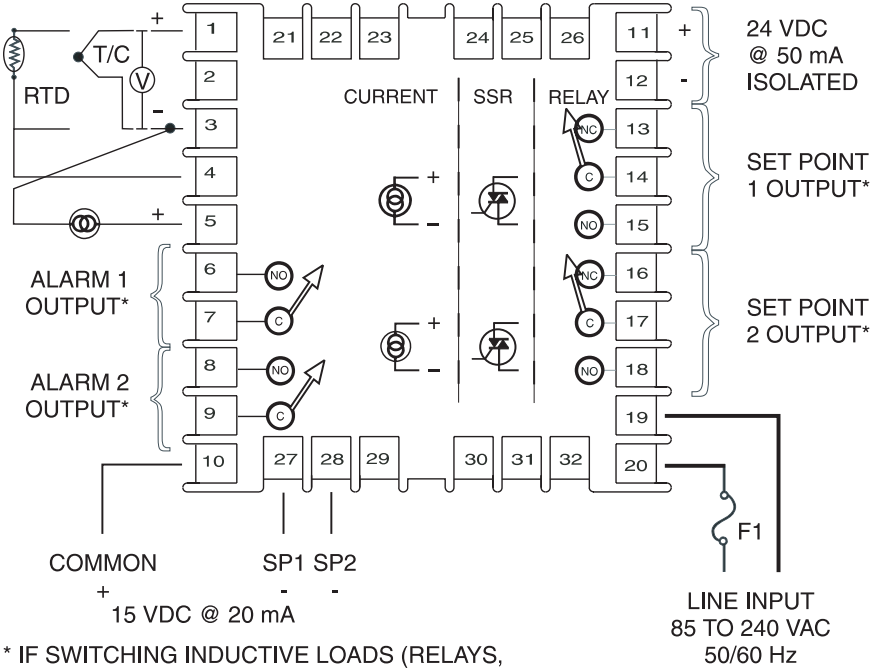 1 21 22 23 24 25 26 11 + 24 VDC
@ 50 mA
ISOLATED
+
T/C
V
RTD
-
2
3
4
+
5
12 -
CURRENT SSR RELAY
NC 13
C 14
NO 15
+
-
SET POINT
1 OUTPUT*
ALARM 1
OUTPUT*
6 NO
7 C
ALARM 2
OUTPUT*
8 NO
9 C
+
-
NC 16
C 17
NO 18
SET POINT
2 OUTPUT*
19
10 27 28 29 30 31 32 20
F1
COMMON SP1 SP2
+ - -
15 VDC @ 20 mA
LINE INPUT
85 TO 240 VAC
50/60 Hz
* IF SWITCHING INDUCTIVE LOADS (RELAYS,